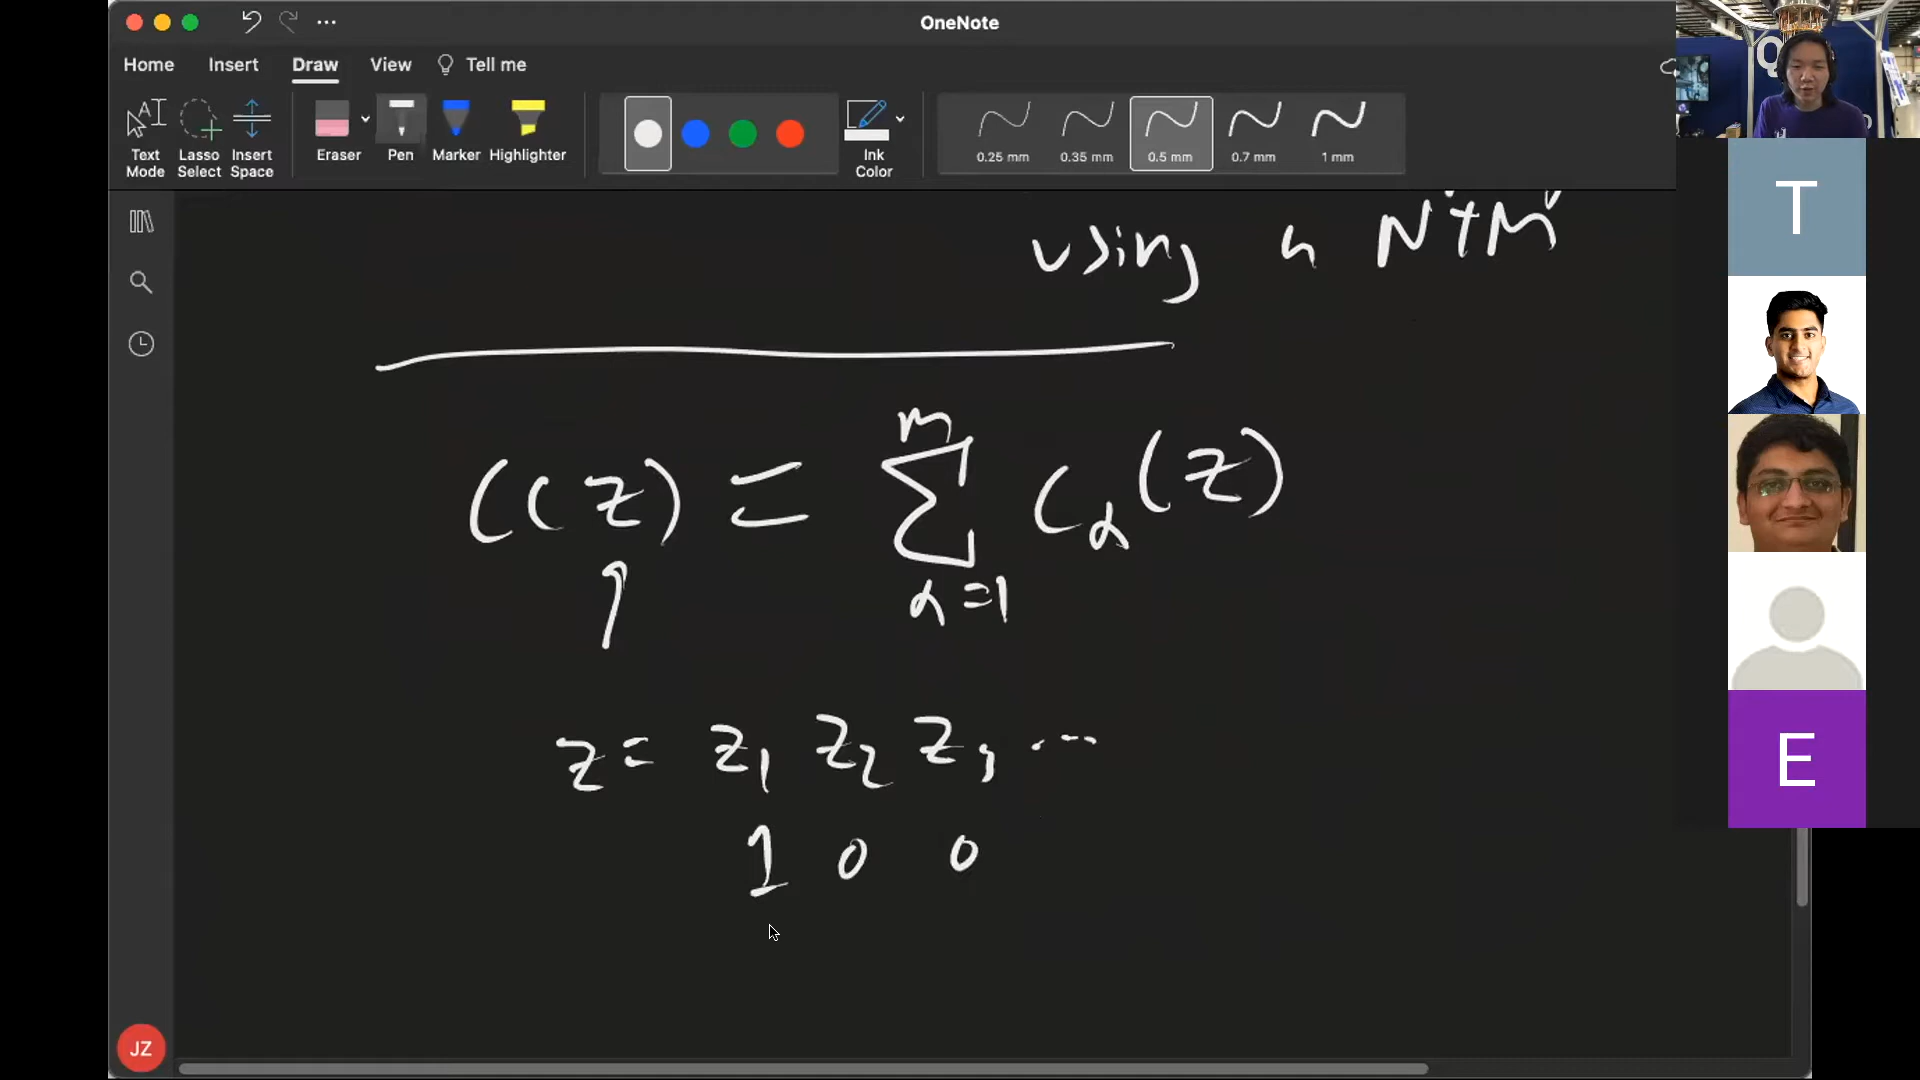 OneNote
Home Insert Draw View Tell me
Text Mode
Lasso Select
Insert Space
Eraser
Pen
Marker
Highlighter
Ink Color
0.25 mm 0.35 mm 0.5 mm 0.7 mm 1 mm
using a NTM
C(z) = ∑ m α=1 Cα(z)
z = z1 z2 z3 ...
1 0 0
JZ
T
E